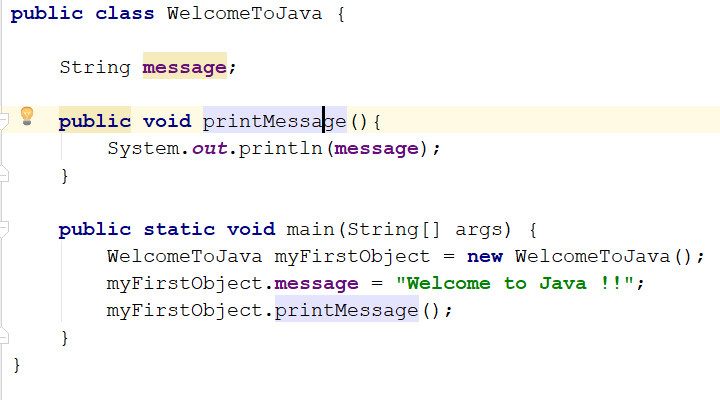 public class WelcomeToJava {
String message;
public void printMessage(){
System.out.println(message);
}
public static void main(String[] args) {
WelcomeToJava myFirstObject = new WelcomeToJava();
myFirstObject.message = "Welcome to Java !!";
myFirstObject.printMessage();
}
}